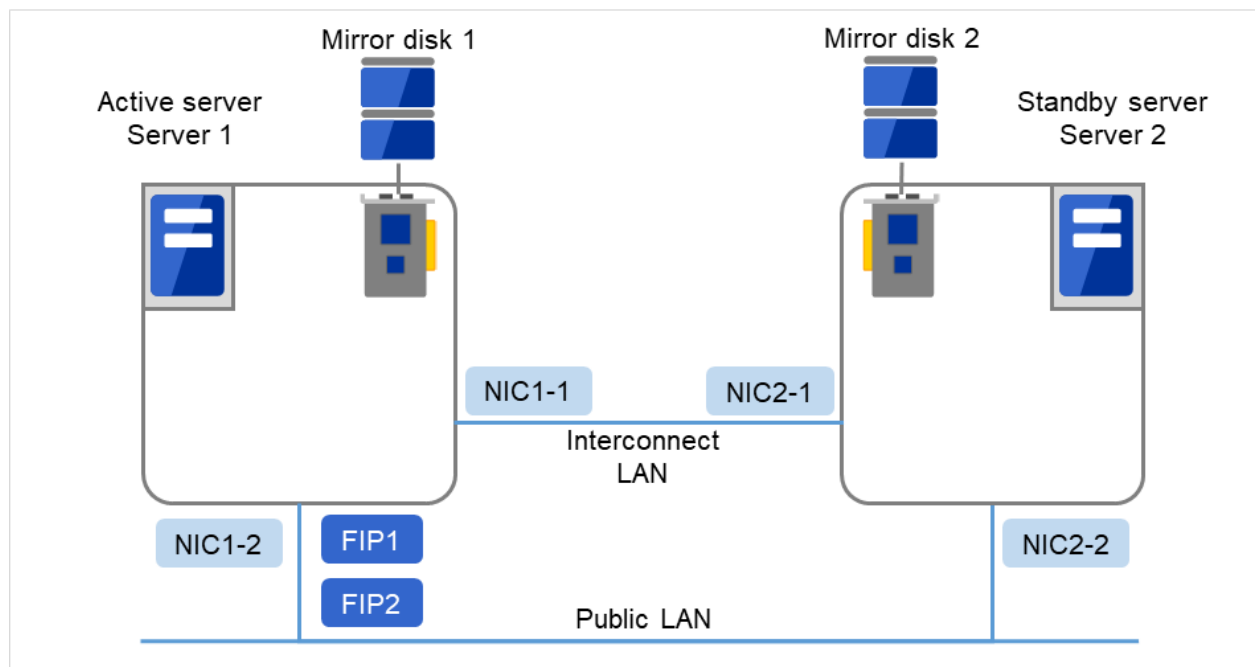 Mirror disk 1
Mirror disk 2
Active server
Server 1
Standby server
Server 2
NIC1-1
NIC2-1
Interconnect
LAN
NIC1-2
FIP1
NIC2-2
FIP2
Public LAN